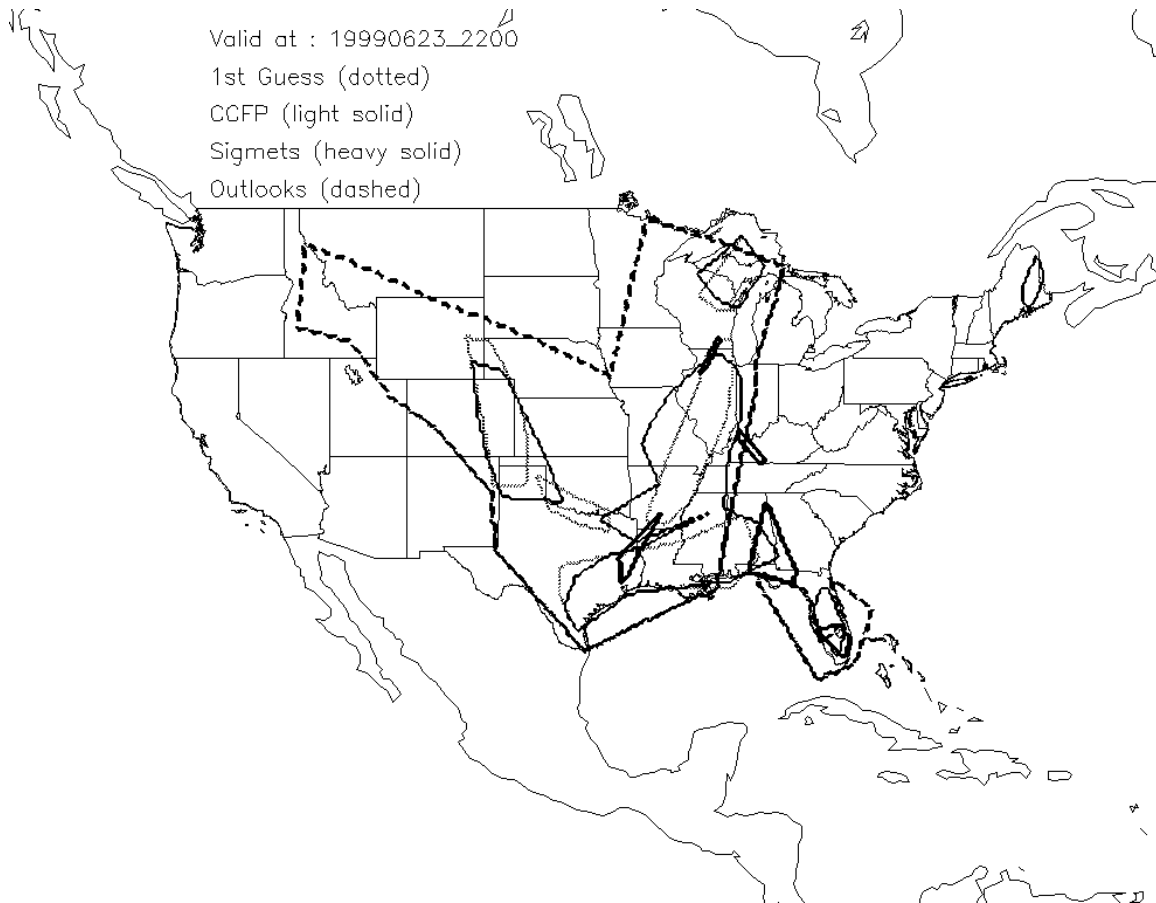 Valid at : 19990623_2200
1st Guess (dotted)
CCFP (light solid)
Sigmets (heavy solid)
Outlooks (dashed)